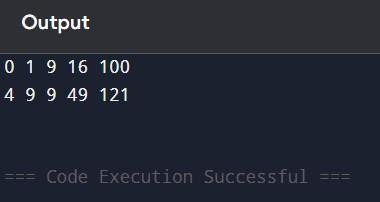 Output
0 1 9 16 100
4 9 9 49 121
=== Code Execution Successful ===